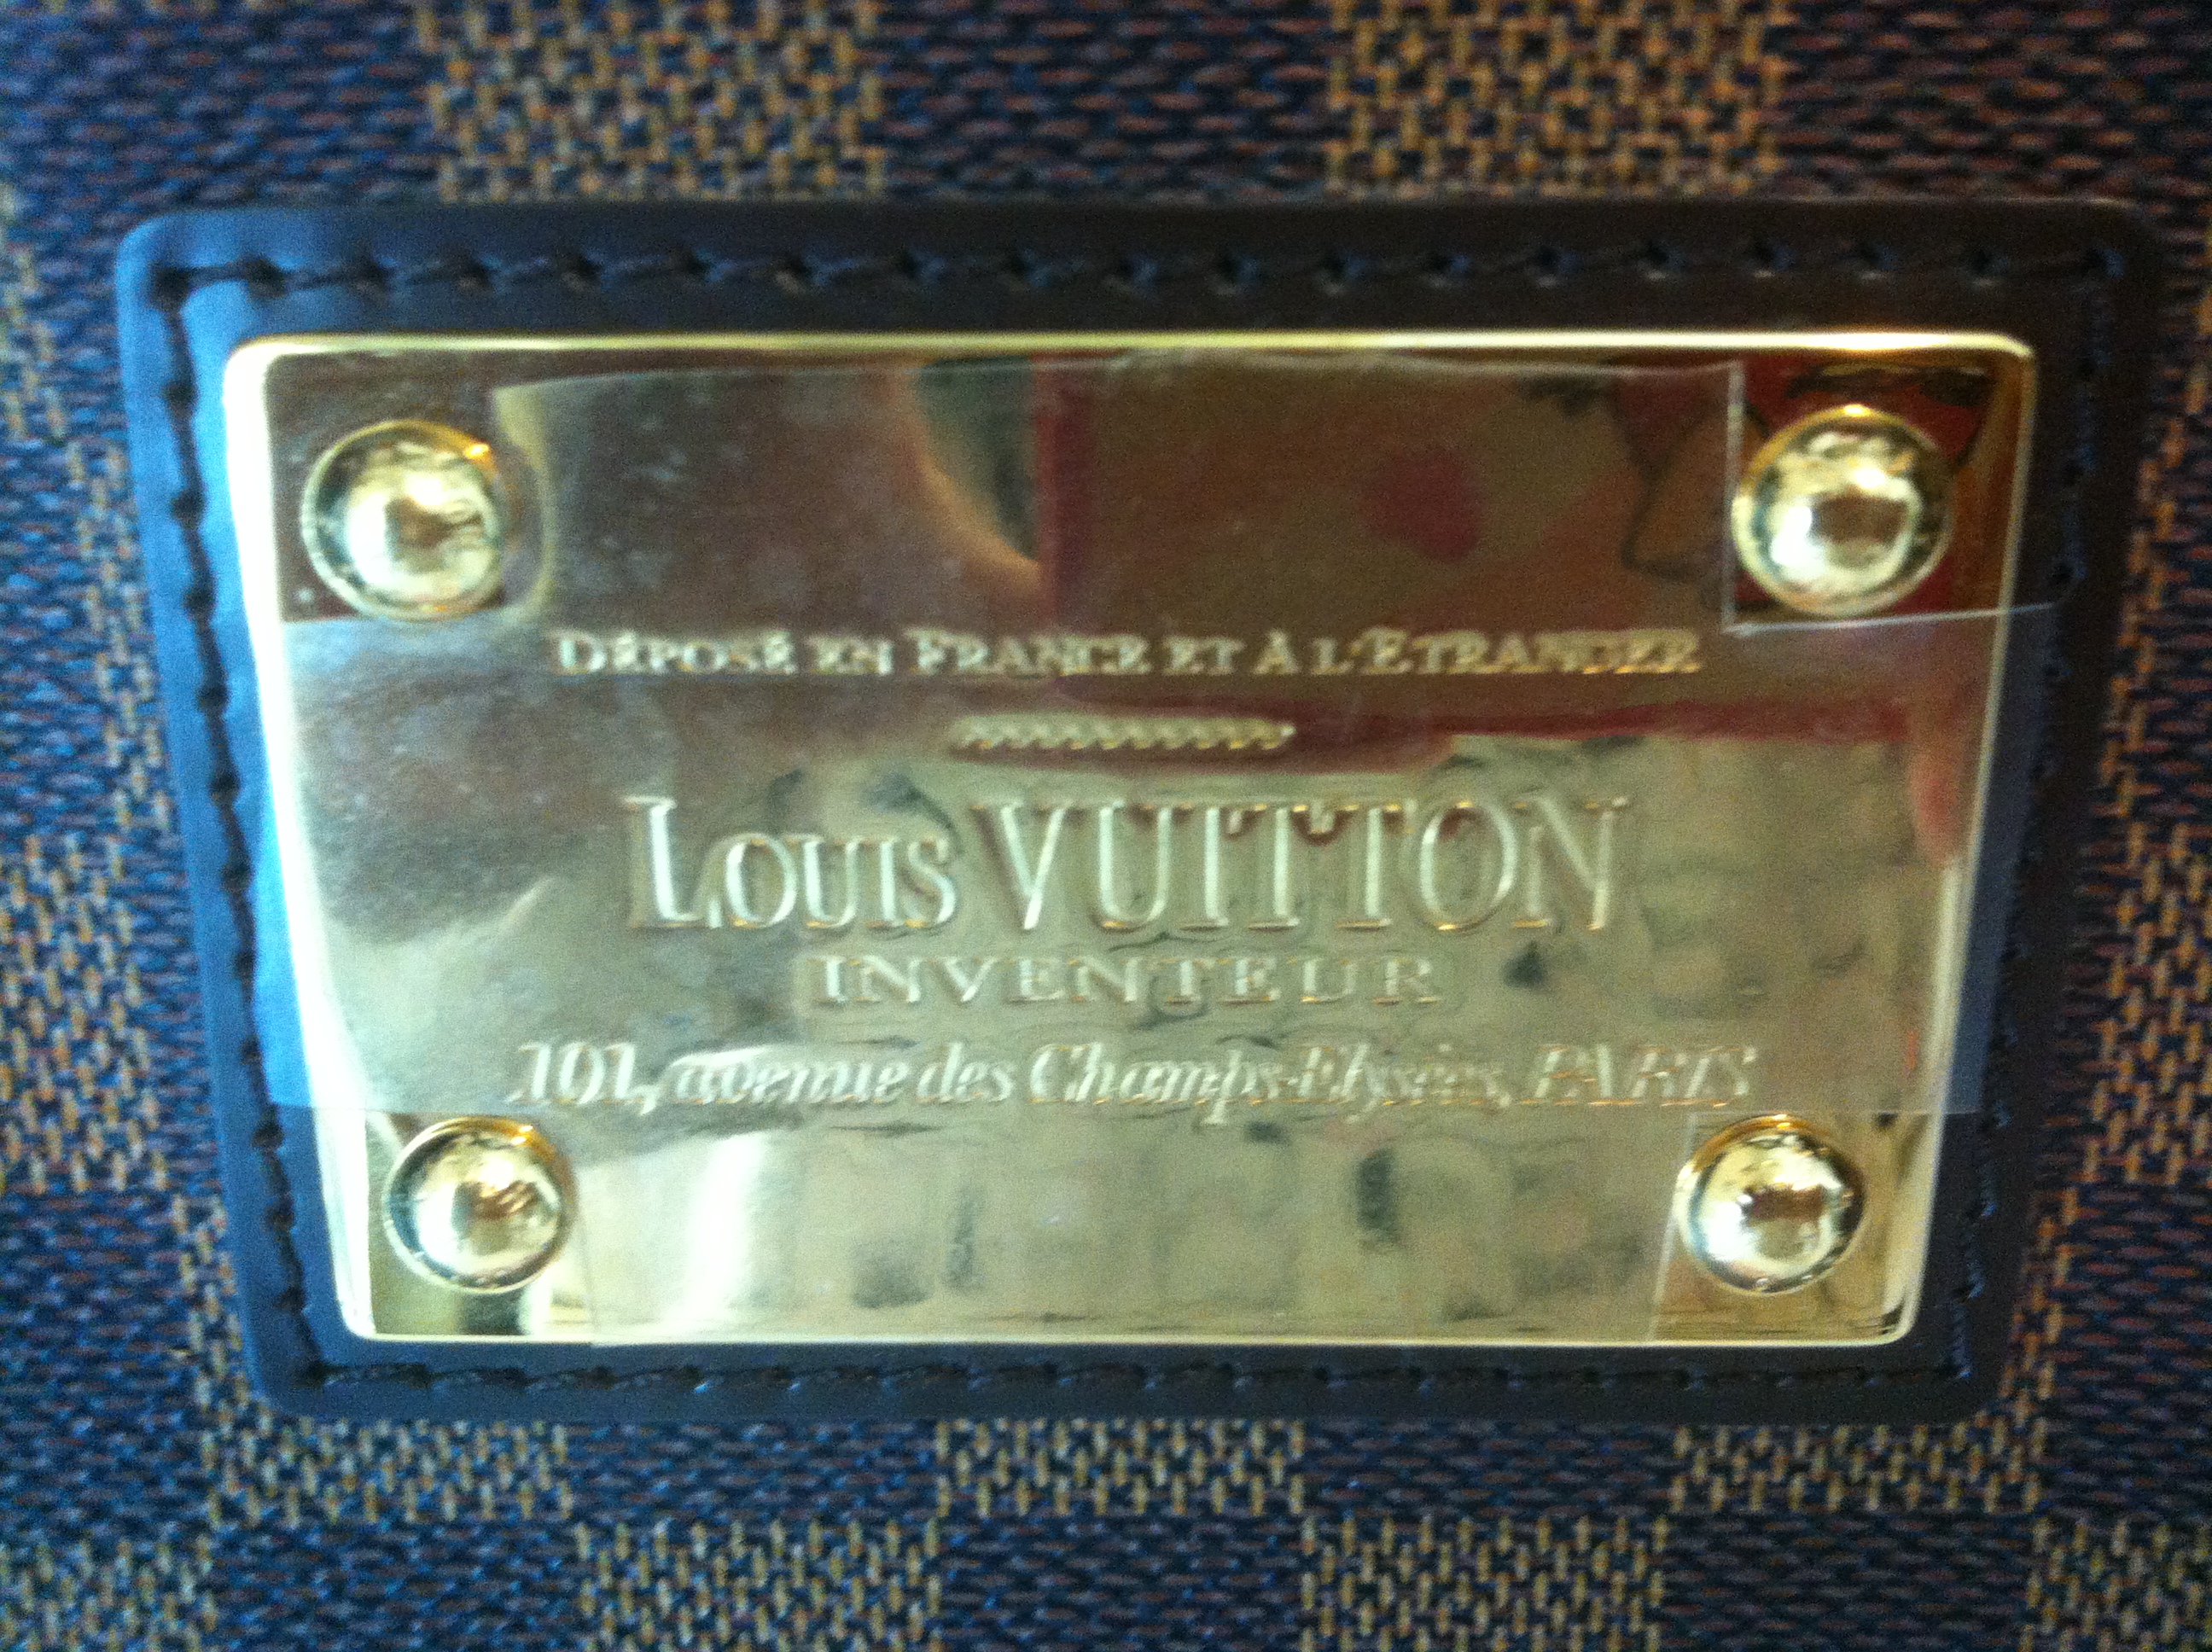 DÉPOSÉ EN FRANCE ET À L'ÉTRANGER
LOUIS VUITTON
INVENTEUR
101, avenue des Champs-Elysées, PARIS